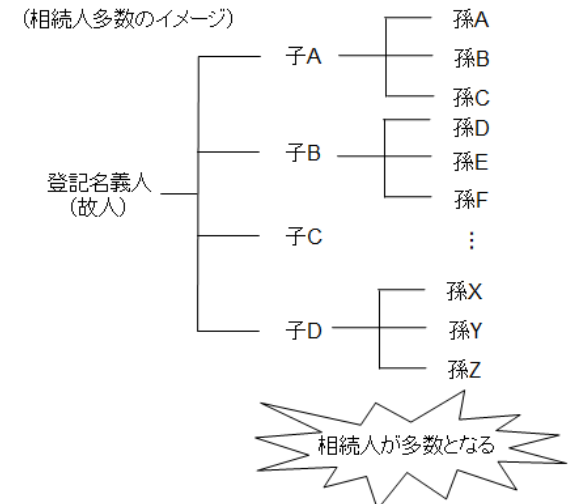 (相続人多数のイメージ)
登記名義人
(故人)
子A
孫A
孫B
孫C
子B
孫D
孫E
孫F
子C
⋮
子D
孫X
孫Y
孫Z
相続人が多数となる